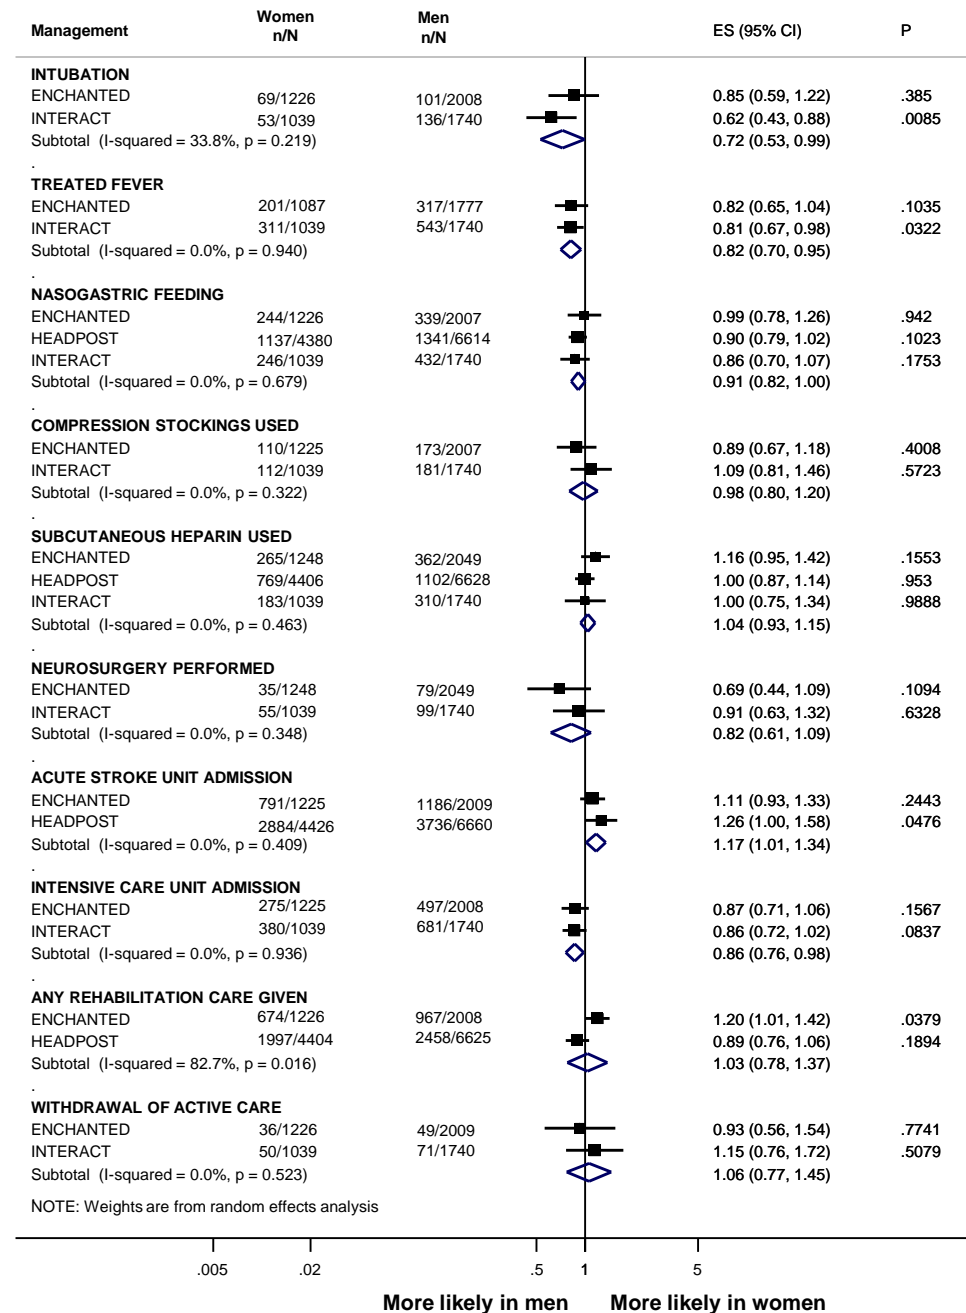 Management Women n/N Men n/N ES (95% CI) P
INTUBATION
ENCHANTED 69/1226 101/2008 0.85 (0.59, 1.22) .385
INTERACT 53/1039 136/1740 0.62 (0.43, 0.88) .0085
Subtotal (I-squared = 33.8%, p = 0.219) 0.72 (0.53, 0.99)
.
TREATED FEVER
ENCHANTED 201/1087 317/1777 0.82 (0.65, 1.04) .1035
INTERACT 311/1039 543/1740 0.81 (0.67, 0.98) .0322
Subtotal (I-squared = 0.0%, p = 0.940) 0.82 (0.70, 0.95)
.
NASOGASTRIC FEEDING
ENCHANTED 244/1226 339/2007 0.99 (0.78, 1.26) .942
HEADPOST 1137/4380 1341/6614 0.90 (0.79, 1.02) .1023
INTERACT 246/1039 432/1740 0.86 (0.70, 1.07) .1753
Subtotal (I-squared = 0.0%, p = 0.679) 0.91 (0.82, 1.00)
.
COMPRESSION STOCKINGS USED
ENCHANTED 110/1225 173/2007 0.89 (0.67, 1.18) .4008
INTERACT 112/1039 181/1740 1.09 (0.81, 1.46) .5723
Subtotal (I-squared = 0.0%, p = 0.322) 0.98 (0.80, 1.20)
.
SUBCUTANEOUS HEPARIN USED
ENCHANTED 265/1248 362/2049 1.16 (0.95, 1.42) .1553
HEADPOST 769/4406 1102/6628 1.00 (0.87, 1.14) .953
INTERACT 183/1039 310/1740 1.00 (0.75, 1.34) .9888
Subtotal (I-squared = 0.0%, p = 0.463) 1.04 (0.93, 1.15)
.
NEUROSURGERY PERFORMED
ENCHANTED 35/1248 79/2049 0.69 (0.44, 1.09) .1094
INTERACT 55/1039 99/1740 0.91 (0.63, 1.32) .6328
Subtotal (I-squared = 0.0%, p = 0.348) 0.82 (0.61, 1.09)
.
ACUTE STROKE UNIT ADMISSION
ENCHANTED 791/1225 1186/2009 1.11 (0.93, 1.33) .2443
HEADPOST 2884/4426 3736/6660 1.26 (1.00, 1.58) .0476
Subtotal (I-squared = 0.0%, p = 0.409) 1.17 (1.01, 1.34)
.
INTENSIVE CARE UNIT ADMISSION
ENCHANTED 275/1225 497/2008 0.87 (0.71, 1.06) .1567
INTERACT 380/1039 681/1740 0.86 (0.72, 1.02) .0837
Subtotal (I-squared = 0.0%, p = 0.936) 0.86 (0.76, 0.98)
.
ANY REHABILITATION CARE GIVEN
ENCHANTED 674/1226 967/2008 1.20 (1.01, 1.42) .0379
HEADPOST 1997/4404 2458/6625 0.89 (0.76, 1.06) .1894
Subtotal (I-squared = 82.7%, p = 0.016) 1.03 (0.78, 1.37)
.
WITHDRAWAL OF ACTIVE CARE
ENCHANTED 36/1226 49/2009 0.93 (0.56, 1.54) .7741
INTERACT 50/1039 71/1740 1.15 (0.76, 1.72) .5079
Subtotal (I-squared = 0.0%, p = 0.523) 1.06 (0.77, 1.45)
NOTE: Weights are from random effects analysis
.005 .02 .5 1 5
More likely in men More likely in women